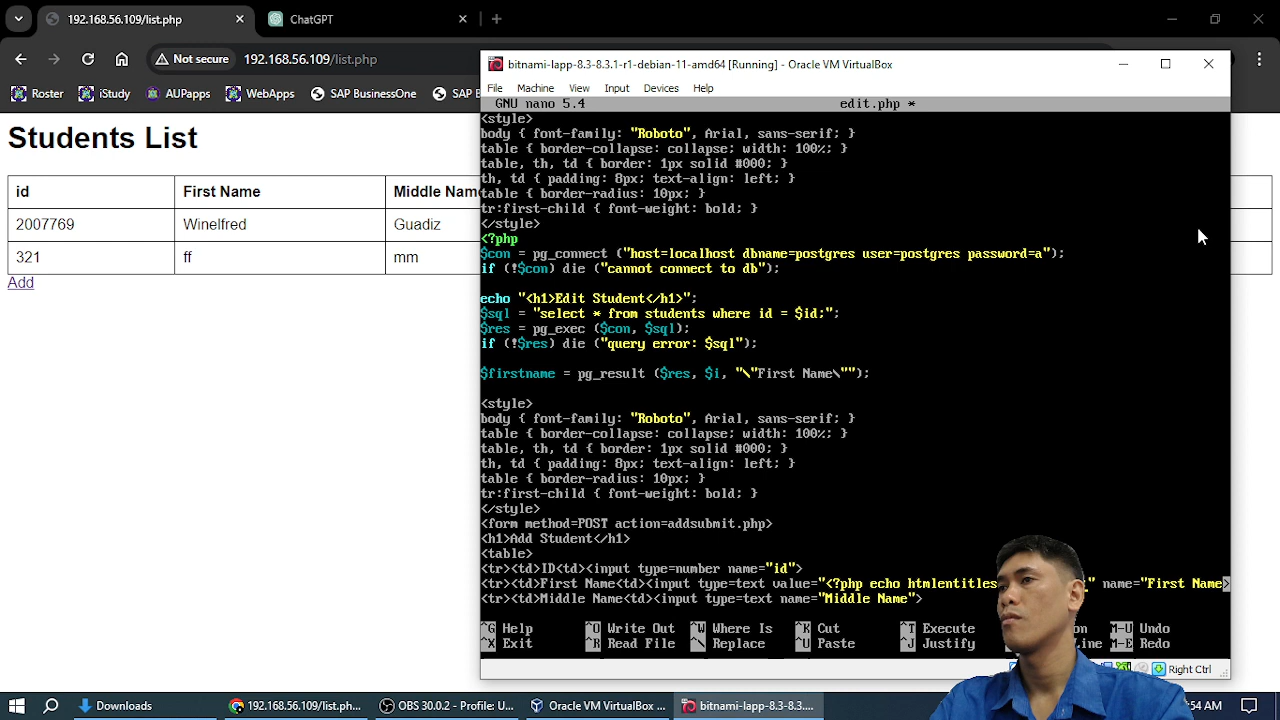 192.168.56.109/list.php
ChatGPT
Not secure
192.168.56.109/list.php
Roster
iStudy
AUPapps
WebApps
SAP BusinessOne
SAP B
Students List
id First Name Middle Nam
2007769 Winelfred Guadiz
321 ff mm
Add
bitnami-lapp-8.3-8.3.1-r1-debian-11-amd64 [Running] - Oracle VM VirtualBox
File Machine View Input Devices Help
GNU nano 5.4 edit.php *
<style>
body { font-family: "Roboto", Arial, sans-serif; }
table { border-collapse: collapse; width: 100%; }
table, th, td { border: 1px solid #000; }
th, td { padding: 8px; text-align: left; }
table { border-radius: 10px; }
tr:first-child { font-weight: bold; }
</style>
<?php
$con = pg_connect ("host=localhost dbname=postgres user=postgres password=a");
if (!$con) die ("cannot connect to db");
echo "<h1>Edit Student</h1>";
$sql = "select * from students where id = $id;";
$res = pg_exec ($con, $sql);
if (!$res) die ("query error: $sql");
$firstname = pg_result ($res, $i, "\"First Name\"");
<style>
body { font-family: "Roboto", Arial, sans-serif; }
table { border-collapse: collapse; width: 100%; }
table, th, td { border: 1px solid #000; }
th, td { padding: 8px; text-align: left; }
table { border-radius: 10px; }
tr:first-child { font-weight: bold; }
</style>
<form method=POST action=addsubmit.php>
<h1>Add Student</h1>
<table>
<tr><td>ID<td><input type=number name="id">
<tr><td>First Name<td><input type=text value="<?php echo htmlentities " name="First Name>
<tr><td>Middle Name<td><input type=text name="Middle Name">
^G Help ^O Write Out ^W Where Is ^K Cut ^T Execute M-U Undo
^X Exit ^R Read File ^\ Replace ^U Paste ^J Justify M-E Redo
Right Ctrl
Downloads
192.168.56.109/list.ph...
OBS 30.0.2 - Profile: U...
Oracle VM VirtualBox ...
bitnami-lapp-8.3-8.3....
54 AM